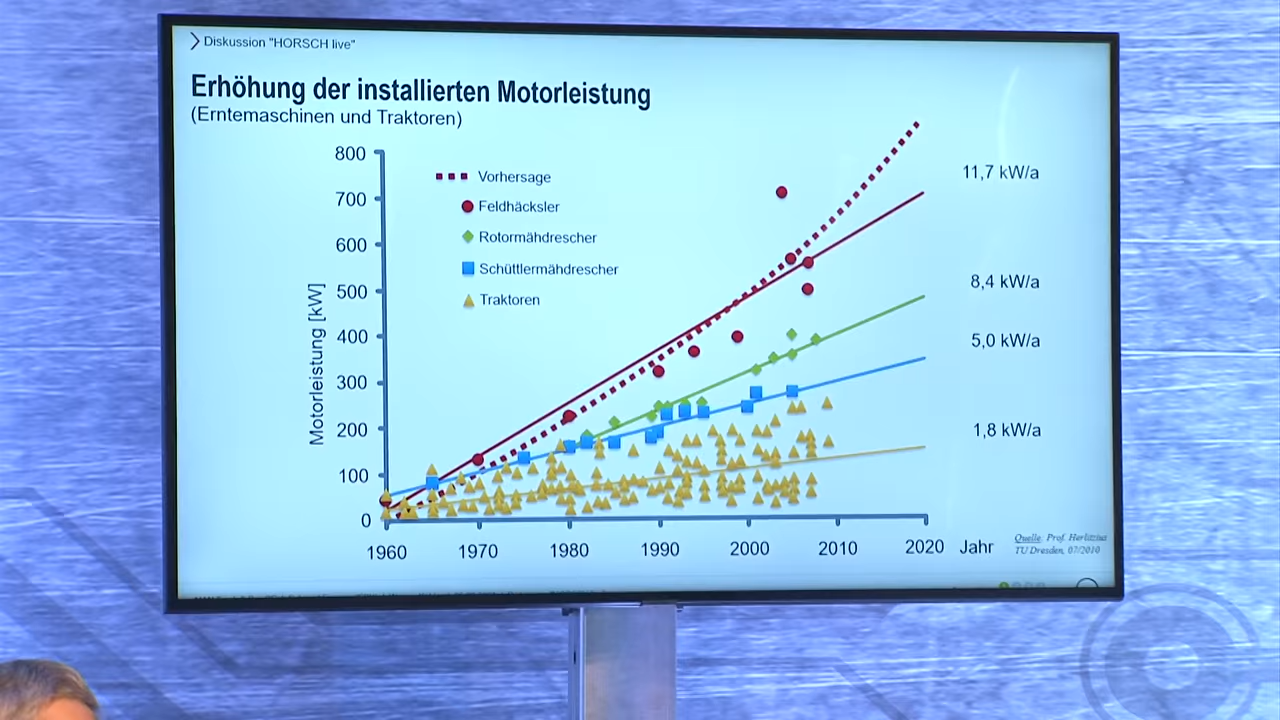 Diskussion "HORSCH live"
Erhöhung der installierten Motorleistung
(Erntemaschinen und Traktoren)
Motorleistung [kW]
800
700
600
500
400
300
200
100
0
Vorhersage
Feldhäcksler
Rotormähdrescher
Schüttlermähdrescher
Traktoren
11,7 kW/a
8,4 kW/a
5,0 kW/a
1,8 kW/a
1960 1970 1980 1990 2000 2010 2020 Jahr
Quelle: Prof. Herlitzius
TU Dresden, 07/2010